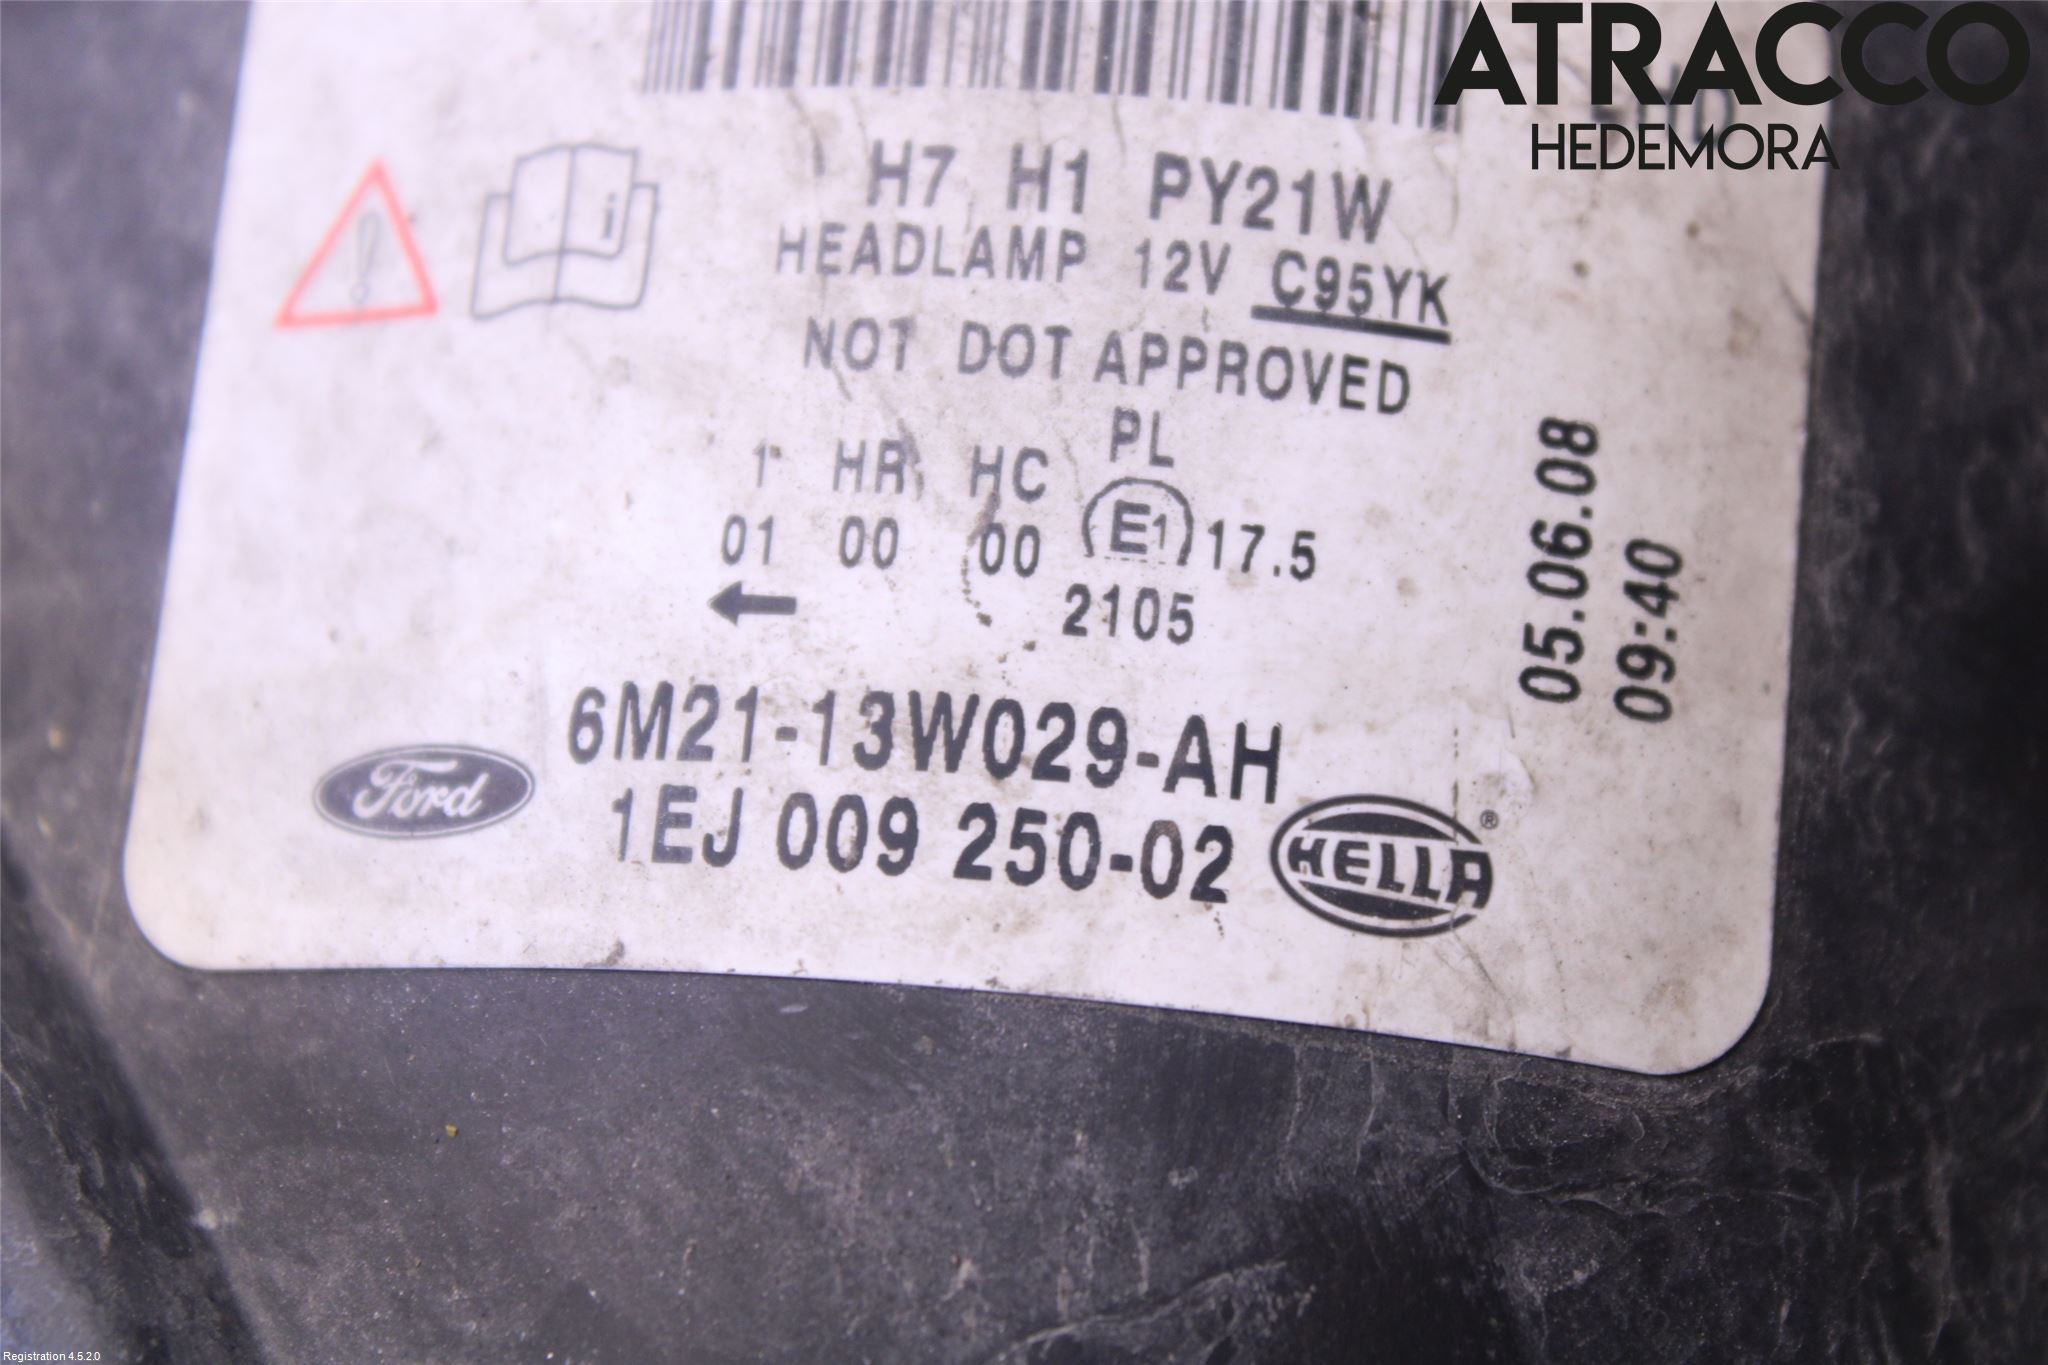 ATRACCO
HEDEMORA
H7 H1 PY21W
HEADLAMP 12V C95YK
NOT DOT APPROVED
PL
1 HR HC
01 00 00 E1 17.5
2105
05.06.08
09:40
6M21-13W029-AH
Ford
1EJ 009 250-02
HELLA®
Registration 4.5.2.0